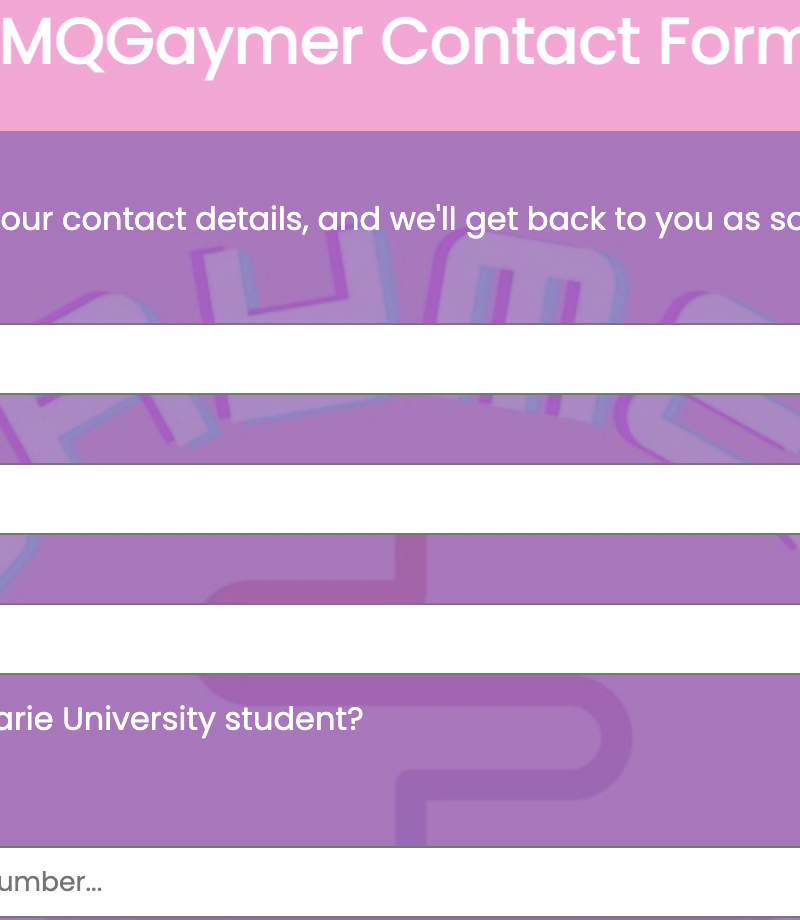 MQGaymer Contact Form
our contact details, and we'll get back to you as so
arie University student?
umber...